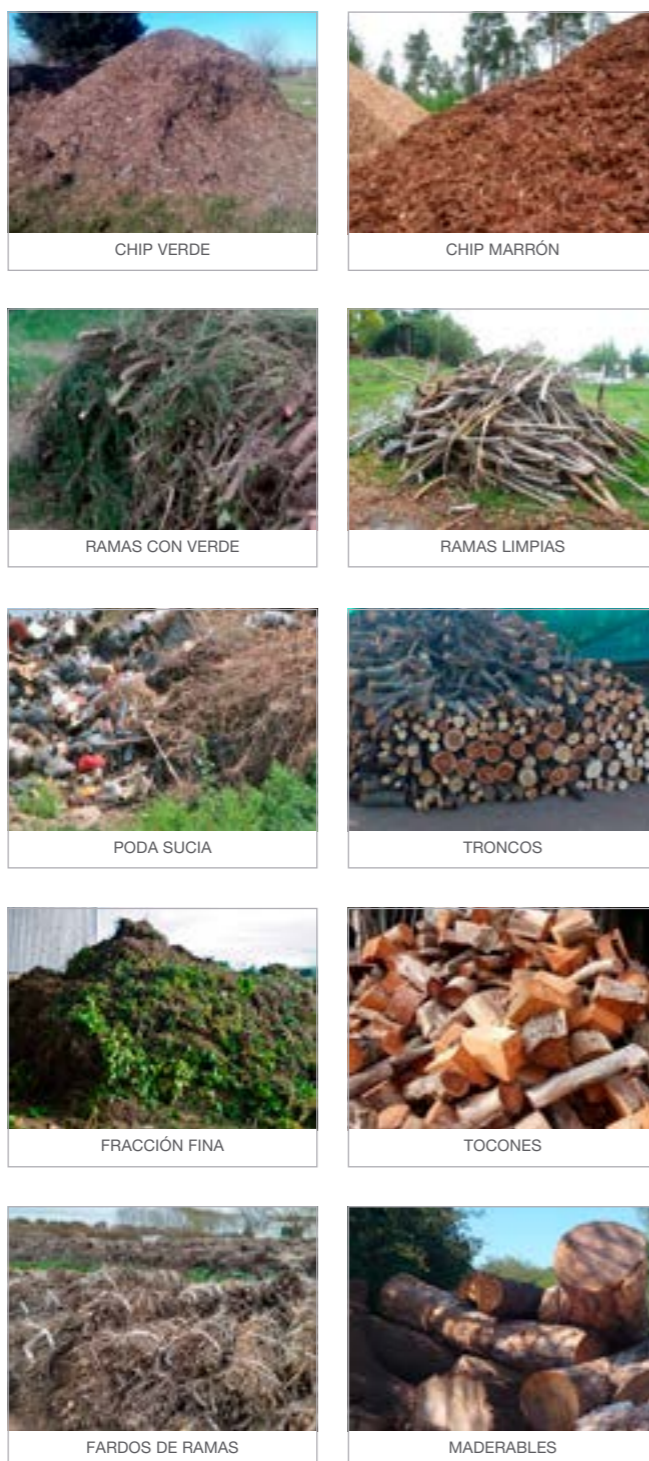 CHIP VERDE
CHIP MARRÓN
RAMAS CON VERDE
RAMAS LIMPIAS
PODA SUCIA
TRONCOS
FRACCIÓN FINA
TOCONES
FARDOS DE RAMAS
MADERABLES